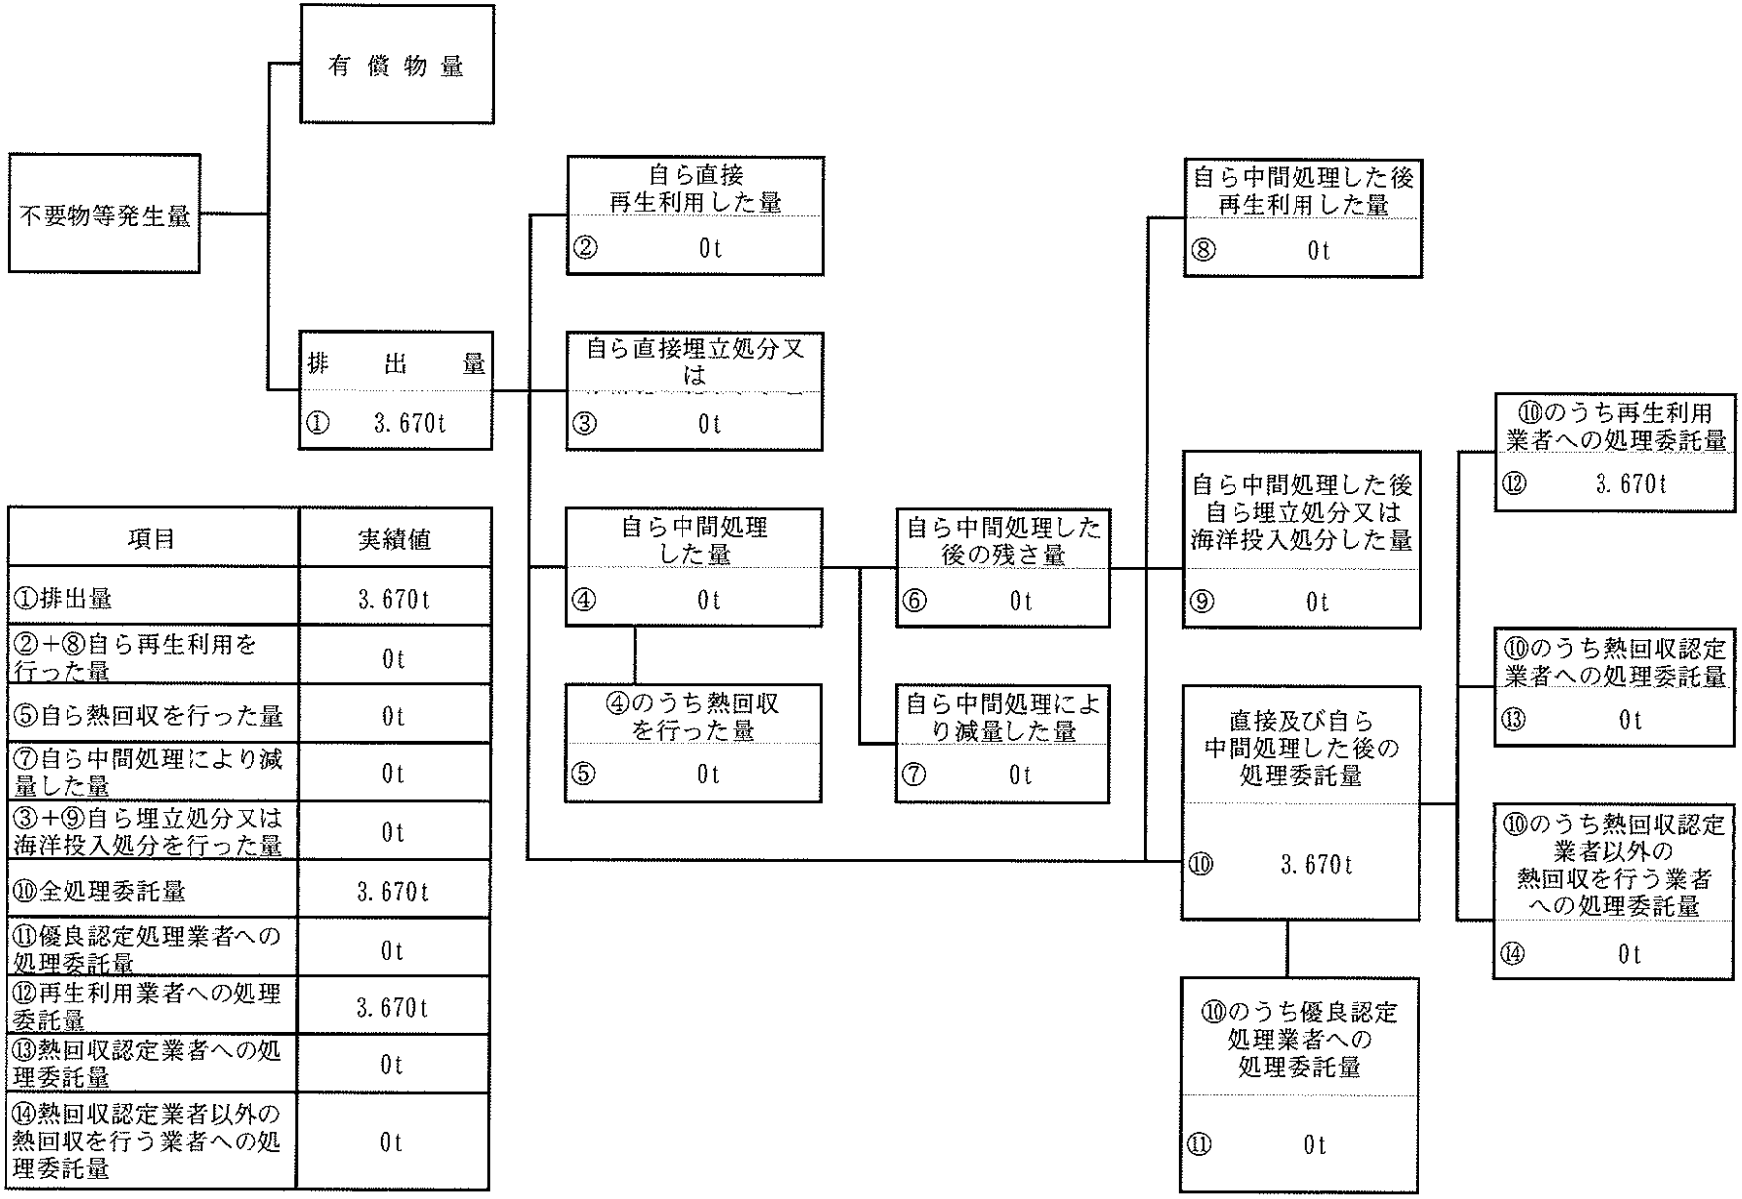 有償物量
不要物等発生量
排出量
① 3.670t
自ら直接
再生利用した量
② 0t
自ら直接埋立処分又
は
③ 0t
自ら中間処理
した量
④ 0t
④のうち熱回収
を行った量
⑤ 0t
自ら中間処理した
後の残さ量
⑥ 0t
自ら中間処理によ
り減量した量
⑦ 0t
自ら中間処理した後
再生利用した量
⑧ 0t
自ら中間処理した後
自ら埋立処分又は
海洋投入処分した量
⑨ 0t
直接及び自ら
中間処理した後の
処理委託量
⑩ 3.670t
⑩のうち優良認定
処理業者への
処理委託量
⑪ 0t
⑩のうち再生利用
業者への処理委託量
⑫ 3.670t
⑩のうち熱回収認定
業者への処理委託量
⑬ 0t
⑩のうち熱回収認定
業者以外の
熱回収を行う業者
への処理委託量
⑭ 0t
項目 実績値
①排出量 3.670t
②+⑧自ら再生利用を
行った量 0t
⑤自ら熱回収を行った量 0t
⑦自ら中間処理により減
量した量 0t
③+⑨自ら埋立処分又は
海洋投入処分を行った量 0t
⑩全処理委託量 3.670t
⑪優良認定処理業者への
処理委託量 0t
⑫再生利用業者への処理
委託量 3.670t
⑬熱回収認定業者への処
理委託量 0t
⑭熱回収認定業者以外の
熱回収を行う業者への処
理委託量 0t